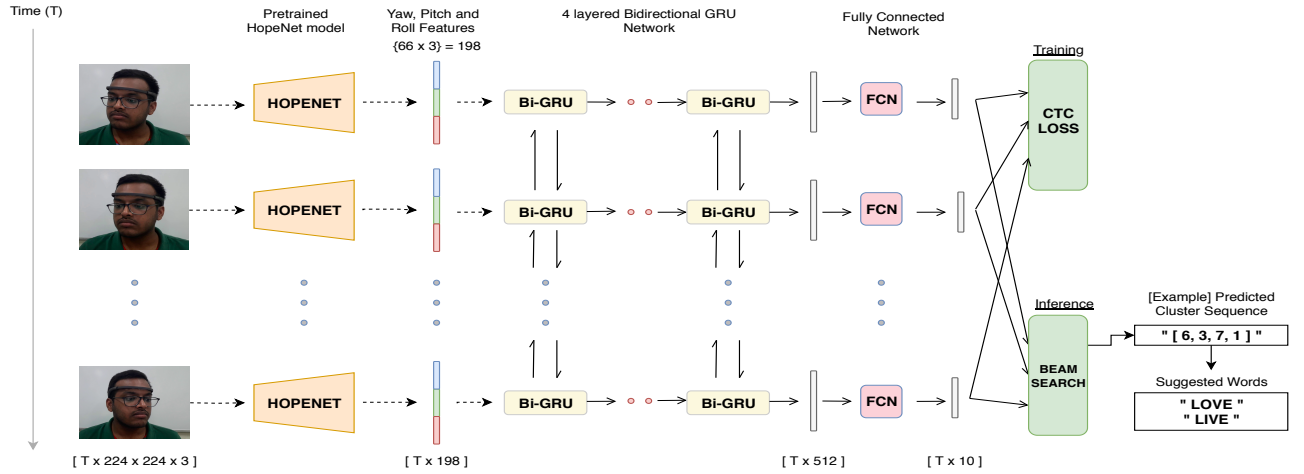 Time (T)
Pretrained
HopeNet model
Yaw, Pitch and
Roll Features
{66 x 3} = 198
4 layered Bidirectional GRU
Network
Fully Connected
Network
Training
HOPENET
Bi-GRU
Bi-GRU
FCN
CTC
LOSS
HOPENET
Bi-GRU
Bi-GRU
FCN
Inference
[Example] Predicted
Cluster Sequence
" [ 6, 3, 7, 1 ] "
BEAM
SEARCH
Suggested Words
" LOVE "
" LIVE "
HOPENET
Bi-GRU
Bi-GRU
FCN
[ T x 224 x 224 x 3 ]
[ T x 198 ]
[ T x 512 ]
[ T x 10 ]